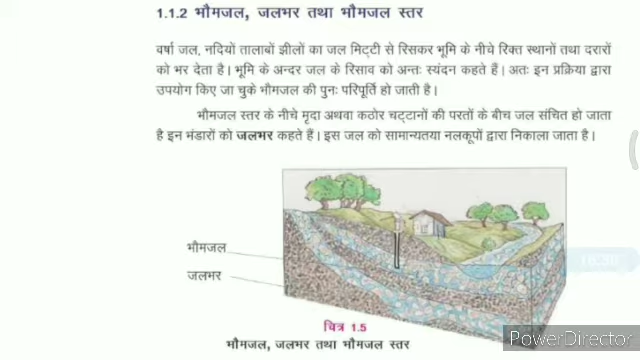 1.1.2 भौमजल, जलभर तथा भौमजल स्तर
वर्षा जल, नदियों तालाबों झीलों का जल मिट्टी से रिसकर भूमि के नीचे रिक्त स्थानों तथा दरारों
को भर देता है। भूमि के अन्दर जल के रिसाव को अन्तः स्यंदन कहते हैं। अतः इन प्रक्रिया द्वारा
उपयोग किए जा चुके भौमजल की पुनः परिपूर्ति हो जाती है।
भौमजल स्तर के नीचे मृदा अथवा कठोर चट्टानों की परतों के बीच जल संचित हो जाता
है इन भंडारों को जलभर कहते हैं। इस जल को सामान्यतया नलकूपों द्वारा निकाला जाता है।
भौमजल
जलभर
चित्र 1.5
भौमजल, जलभर तथा भौमजल स्तर
PowerDirector